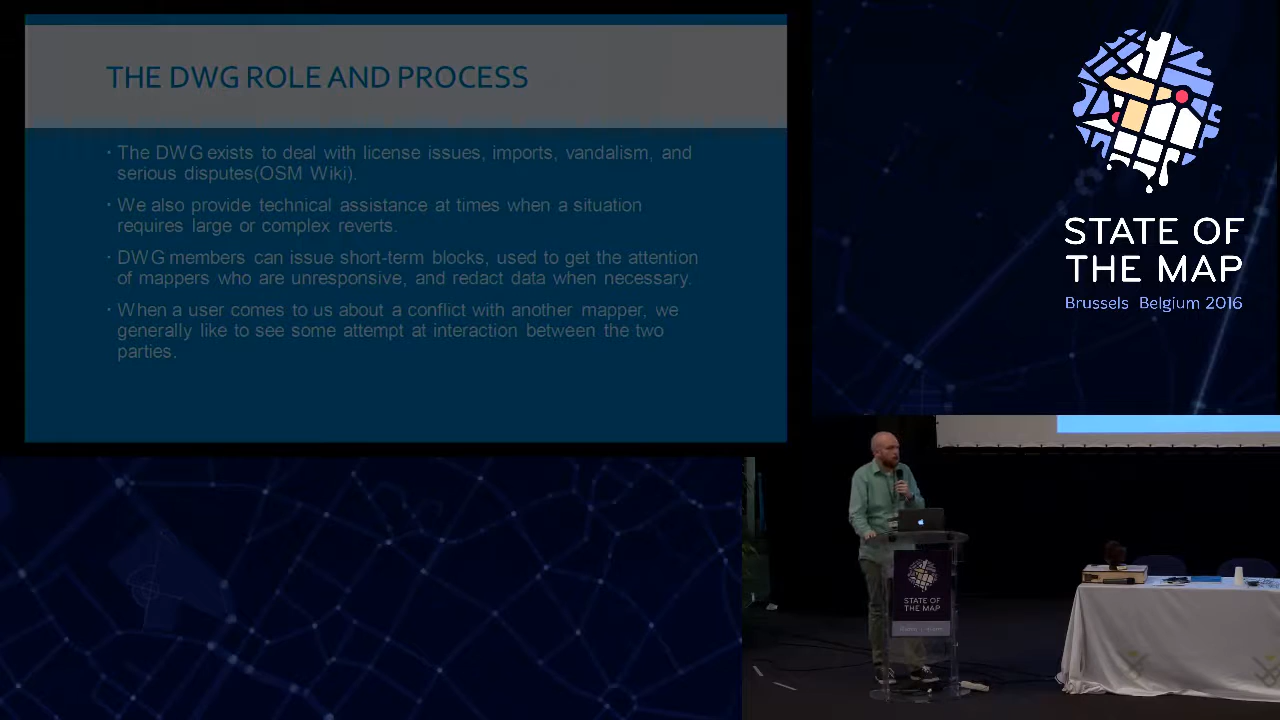 THE DWG ROLE AND PROCESS
· The DWG exists to deal with license issues, imports, vandalism, and
serious disputes(OSM Wiki).
· We also provide technical assistance at times when a situation
requires large or complex reverts.
· DWG members can issue short-term blocks, used to get the attention
of mappers who are unresponsive, and redact data when necessary.
· When a user comes to us about a conflict with another mapper, we
generally like to see some attempt at interaction between the two
parties.
STATE OF
THE MAP
Brussels Belgium 2016
STATE OF
THE MAP